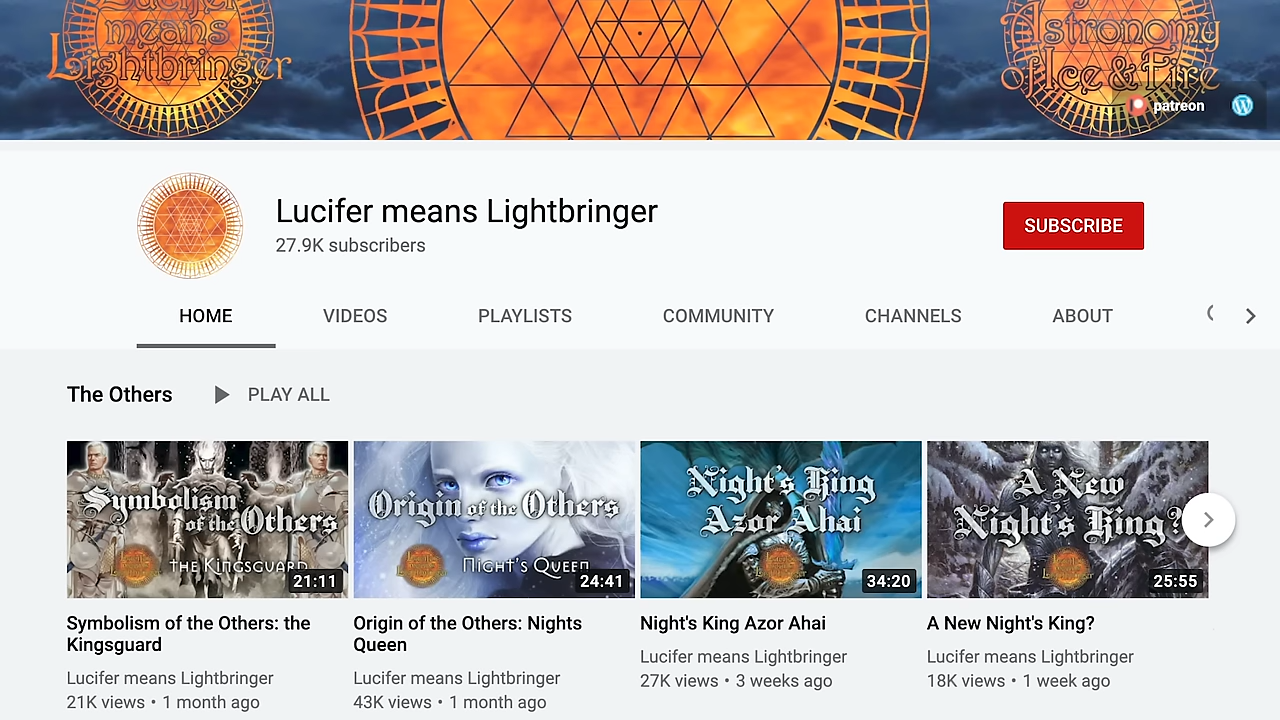 Lucifer
means
Lightbringer
Astronomy
of Ice & Fire
patreon
Lucifer means Lightbringer
27.9K subscribers
SUBSCRIBE
HOME
VIDEOS
PLAYLISTS
COMMUNITY
CHANNELS
ABOUT
The Others
PLAY ALL
Symbolism
of the Others
THE KINGSGUARD
21:11
Origin of the Others
Night's Queen
24:41
Night's King
Azor Ahai
34:20
A New
Night's King?
25:55
Symbolism of the Others: the
Kingsguard
Lucifer means Lightbringer
21K views • 1 month ago
Origin of the Others: Nights
Queen
Lucifer means Lightbringer
43K views • 1 month ago
Night's King Azor Ahai
Lucifer means Lightbringer
27K views • 3 weeks ago
A New Night's King?
Lucifer means Lightbringer
18K views • 1 week ago